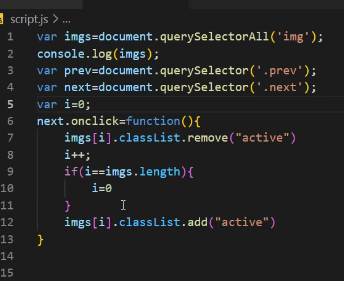 script.js > ...
1 var imgs=document.querySelectorAll('img');
2 console.log(imgs);
3 var prev=document.querySelector('.prev');
4 var next=document.querySelector('.next');
5 var i=0;
6 next.onclick=function(){
7     imgs[i].classList.remove("active")
8     i++;
9     if(i==imgs.length){
10         i=0
11     }
12     imgs[i].classList.add("active")
13 }
14
15